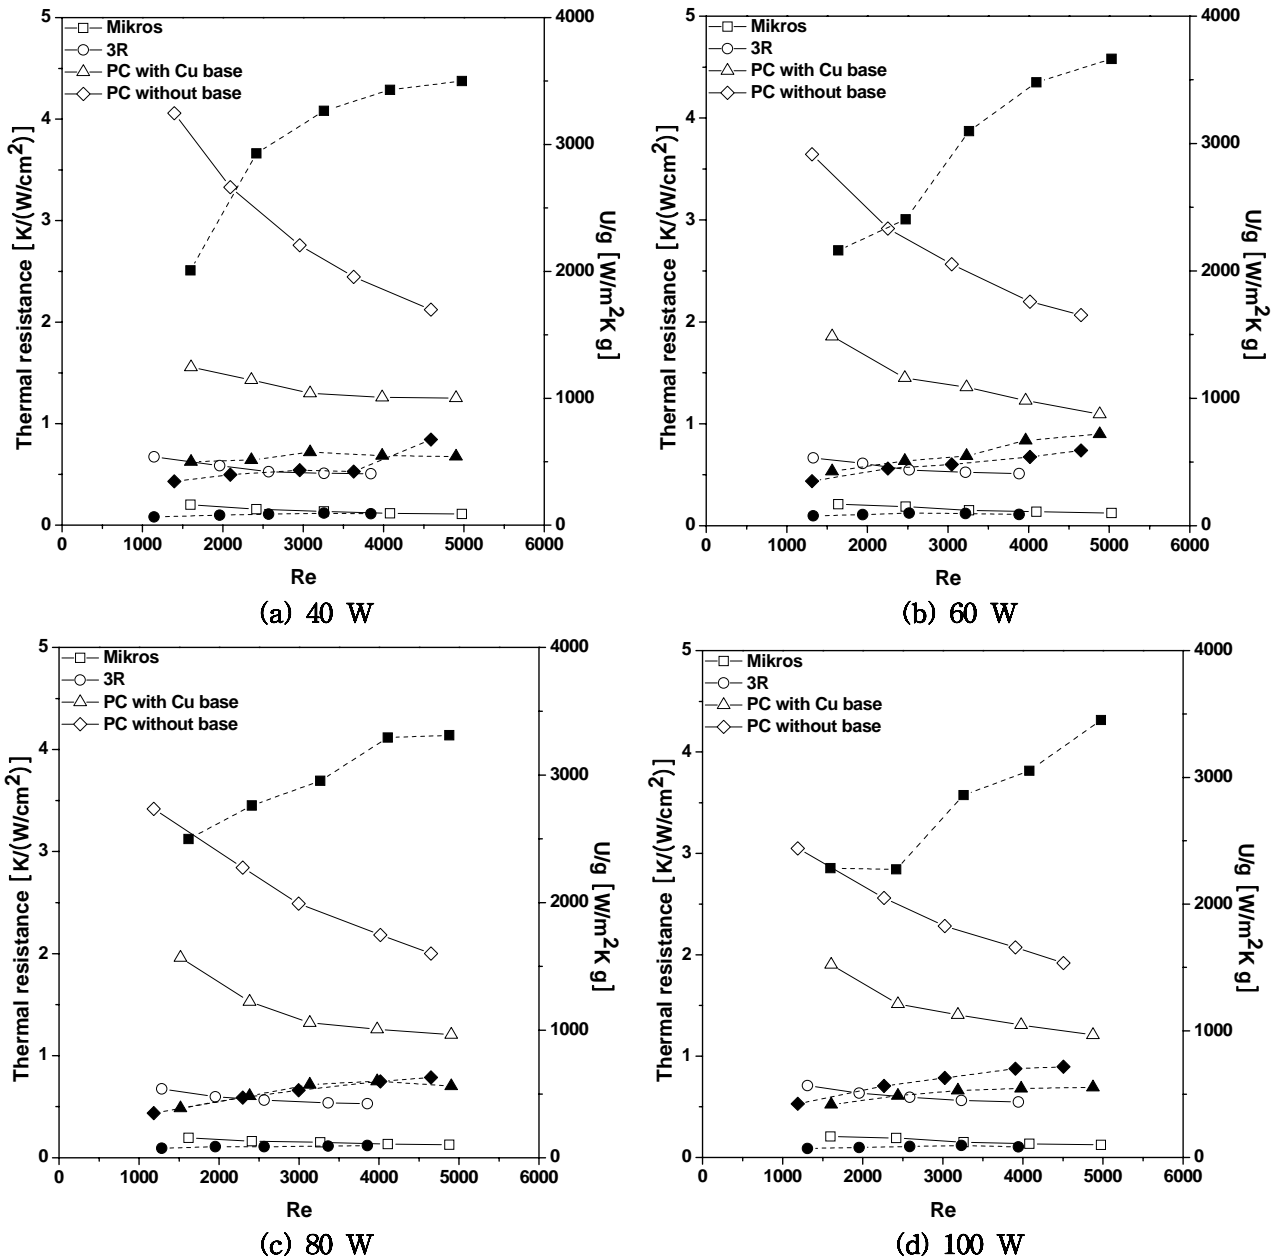 Mikros
3R
PC with Cu base
PC without base
5
4
3
2
1
0
Thermal resistance [K/(W/cm²)]
4000
3000
2000
1000
0
U/g [W/m²K g]
0 1000 2000 3000 4000 5000 6000
Re
(a) 40 W
Mikros
3R
PC with Cu base
PC without base
5
4
3
2
1
0
Thermal resistance [K/(W/cm²)]
4000
3000
2000
1000
0
U/g [W/m²K g]
0 1000 2000 3000 4000 5000 6000
Re
(b) 60 W
Mikros
3R
PC with Cu base
PC without base
5
4
3
2
1
0
Thermal resistance [K/(W/cm²)]
4000
3000
2000
1000
0
U/g [W/m²K g]
0 1000 2000 3000 4000 5000 6000
Re
(c) 80 W
Mikros
3R
PC with Cu base
PC without base
5
4
3
2
1
0
Thermal resistance [K/(W/cm²)]
4000
3000
2000
1000
0
U/g [W/m²K g]
0 1000 2000 3000 4000 5000 6000
Re
(d) 100 W